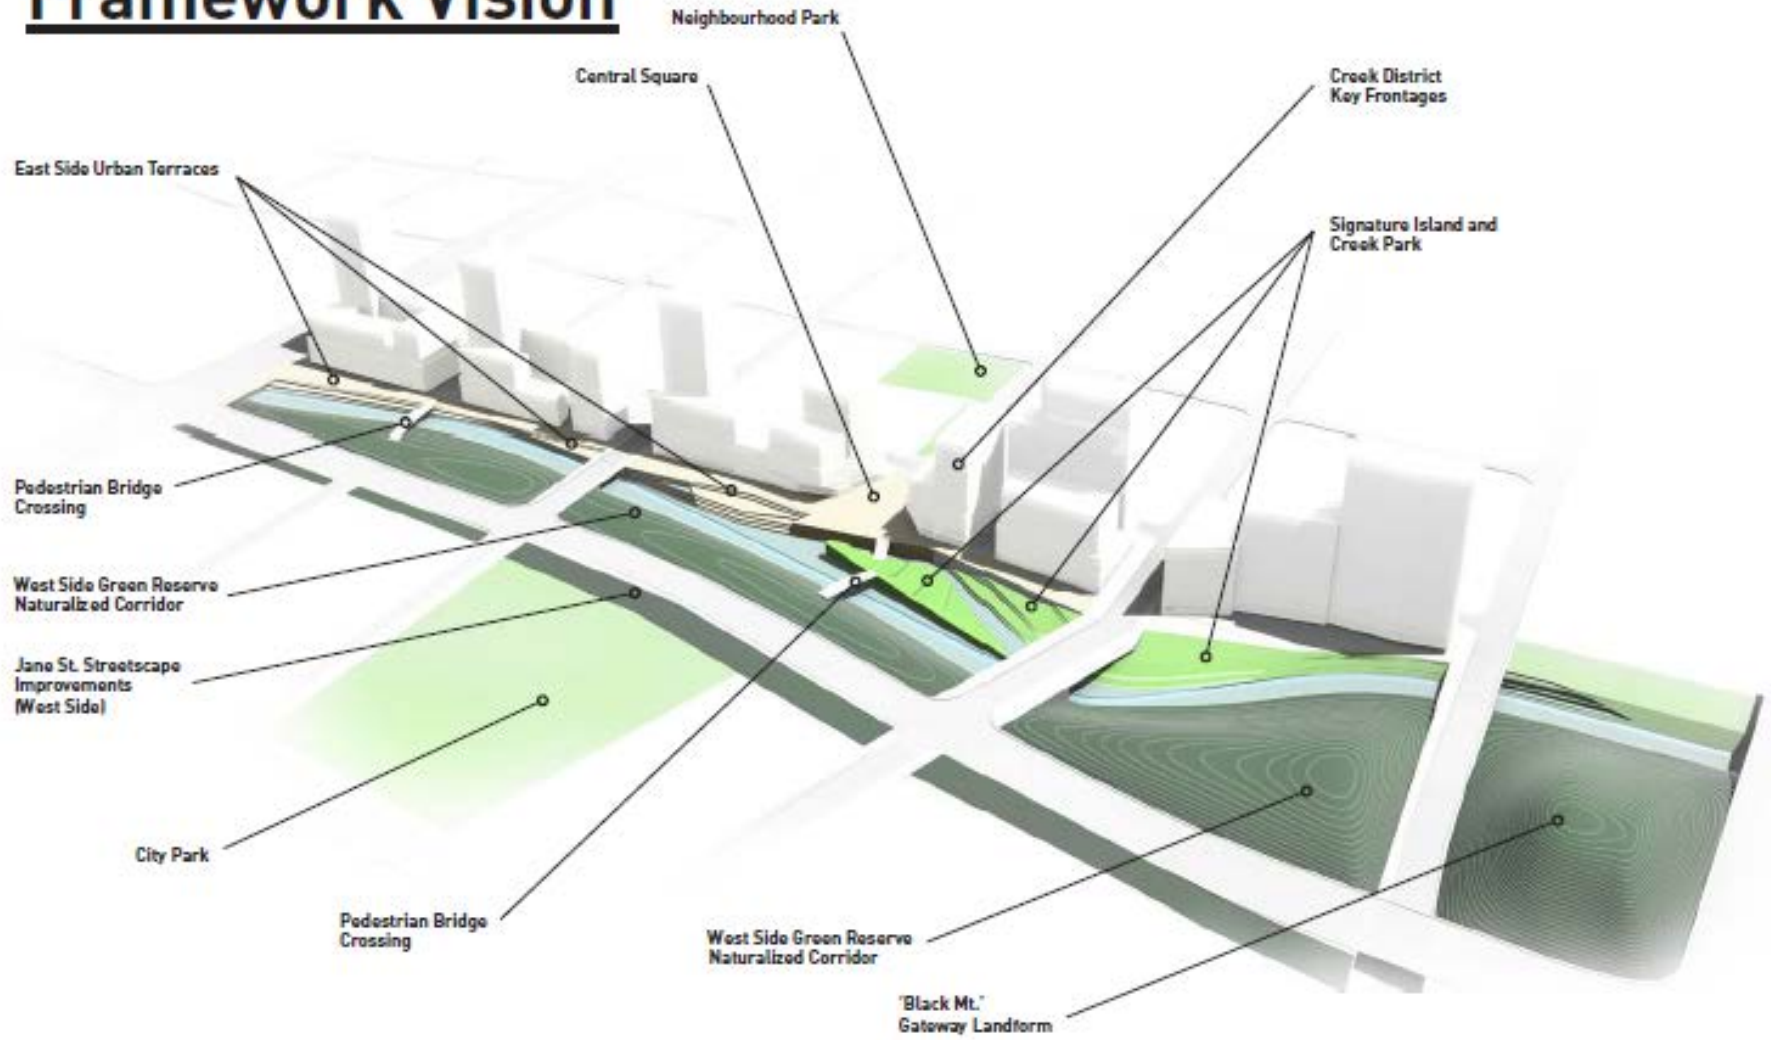 Framework Vision
Neighbourhood Park
Central Square
Creek District
Key Frontages
East Side Urban Terraces
Signature Island and
Creek Park
Pedestrian Bridge
Crossing
West Side Green Reserve
Naturalized Corridor
Jane St. Streetscape
Improvements
(West Side)
City Park
Pedestrian Bridge
Crossing
West Side Green Reserve
Naturalized Corridor
'Black Mt.'
Gateway Landform